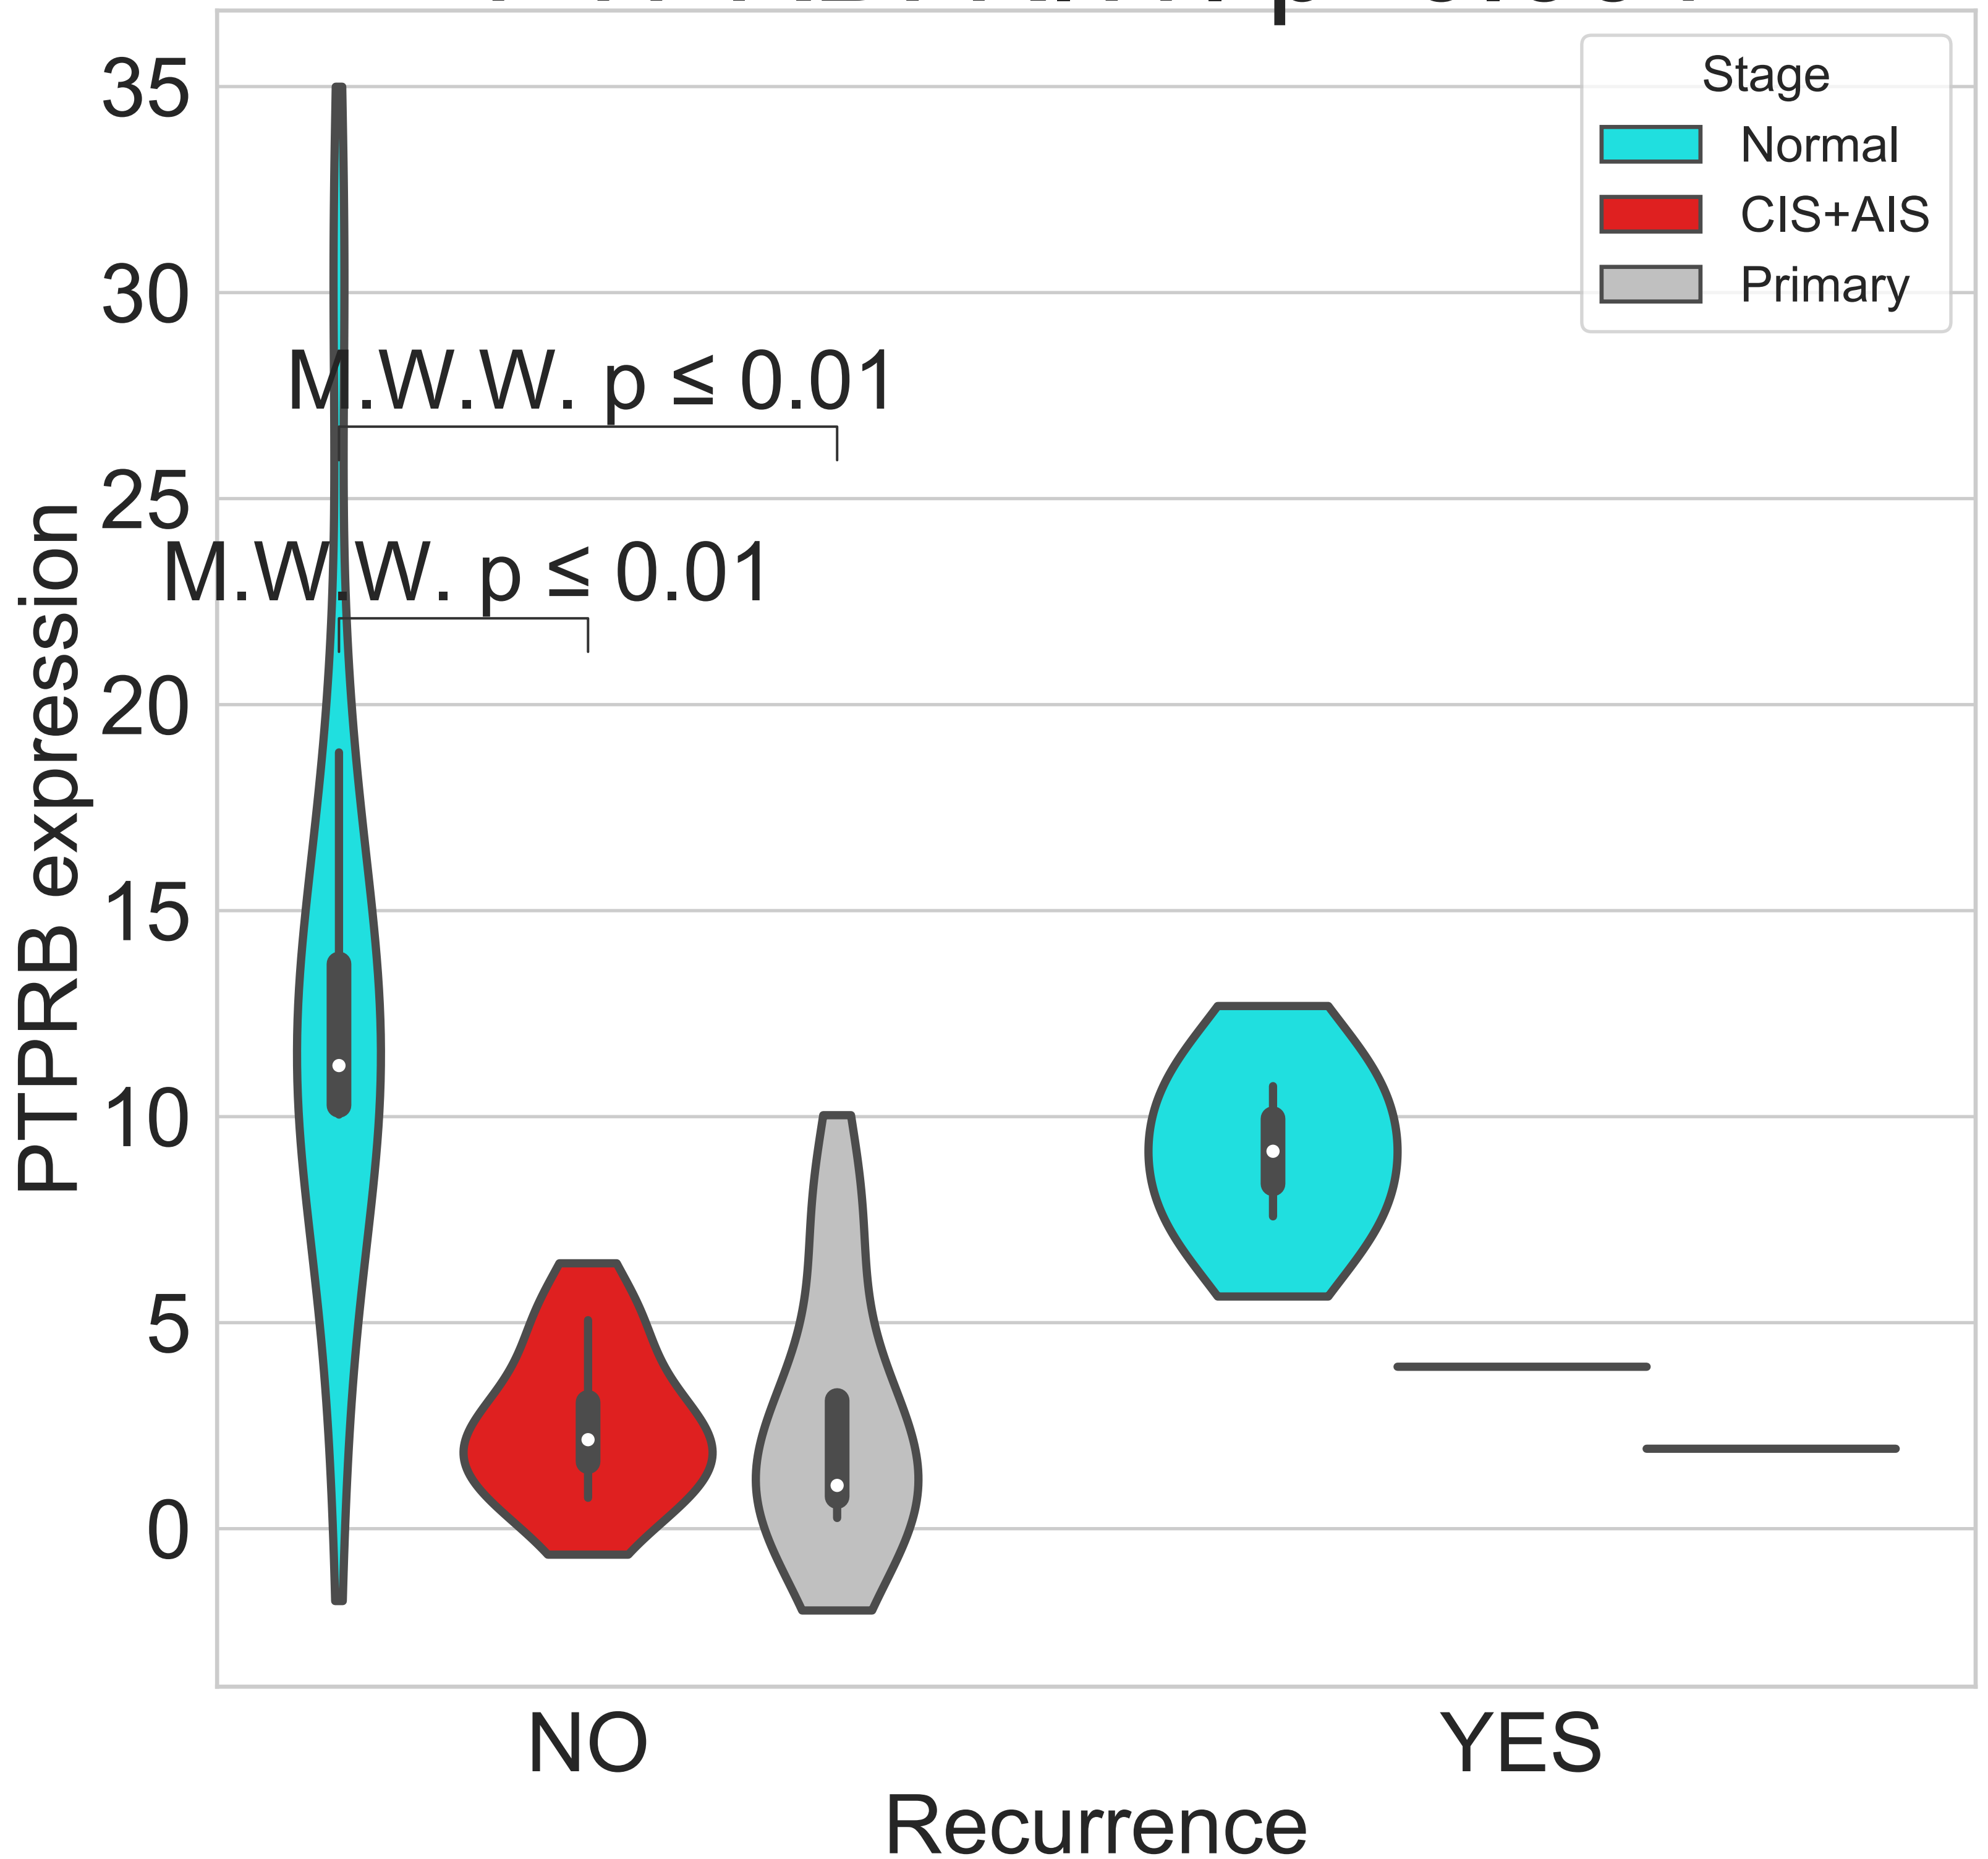 35
30
25
20
15
10
5
0
PTPRB expression
M.W.W. p ≤ 0.01
M.W.W. p ≤ 0.01
Stage
Normal
CIS+AIS
Primary
NO
YES
Recurrence